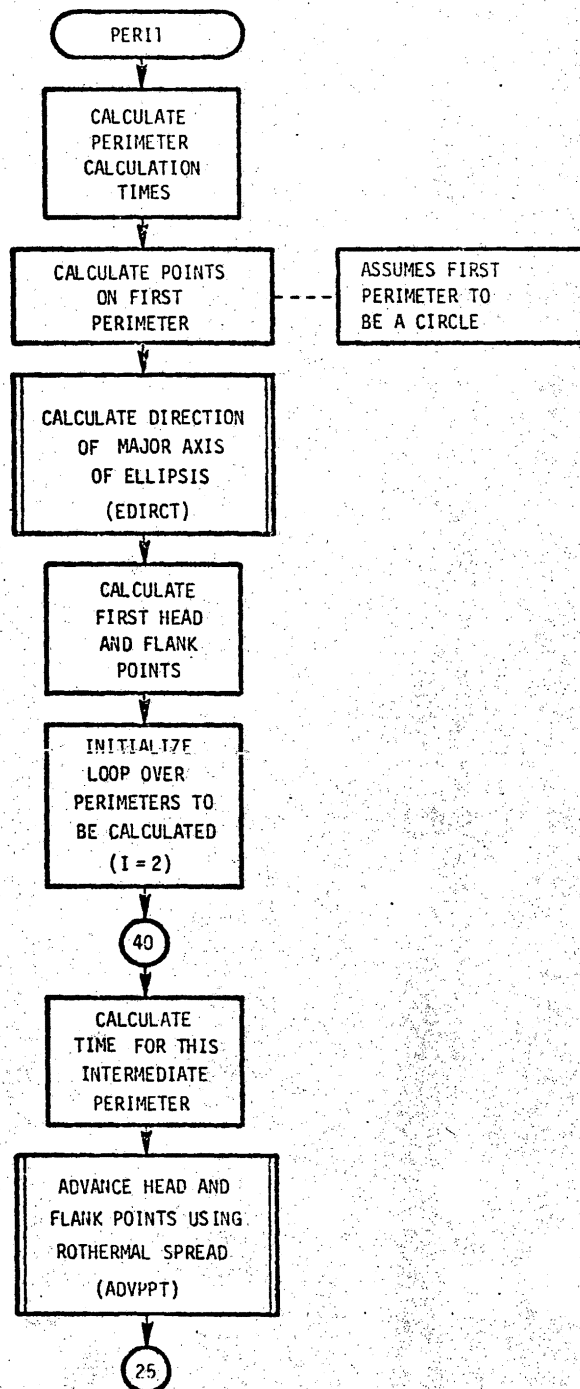 PERI1
CALCULATE
PERIMETER
CALCULATION
TIMES
CALCULATE POINTS
ON FIRST
PERIMETER
ASSUMES FIRST
PERIMETER TO
BE A CIRCLE
CALCULATE DIRECTION
OF MAJOR AXIS
OF ELLIPSIS
(EDIRCT)
CALCULATE
FIRST HEAD
AND FLANK
POINTS
INITIALIZE
LOOP OVER
PERIMETERS TO
BE CALCULATED
(I = 2)
40
CALCULATE
TIME FOR THIS
INTERMEDIATE
PERIMETER
ADVANCE HEAD AND
FLANK POINTS USING
ROTHERMAL SPREAD
(ADVPPT)
25